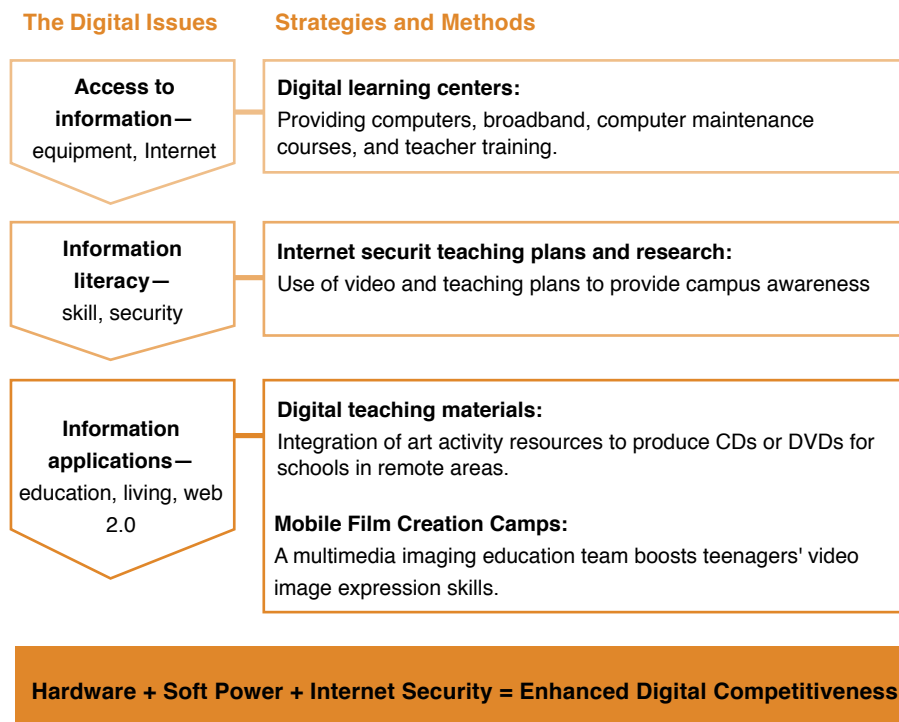 The Digital Issues
Strategies and Methods
Access to
information—
equipment, Internet
Digital learning centers:
Providing computers, broadband, computer maintenance
courses, and teacher training.
Information
literacy—
skill, security
Internet securit teaching plans and research:
Use of video and teaching plans to provide campus awareness
Information
applications—
education, living, web
2.0
Digital teaching materials:
Integration of art activity resources to produce CDs or DVDs for
schools in remote areas.
Mobile Film Creation Camps:
A multimedia imaging education team boosts teenagers' video
image expression skills.
Hardware + Soft Power + Internet Security = Enhanced Digital Competitiveness